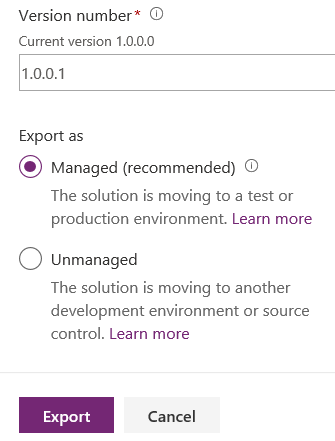 Version number*
Current version 1.0.0.0
1.0.0.1
Export as
Managed (recommended)
The solution is moving to a test or
production environment. Learn more
Unmanaged
The solution is moving to another
development environment or source
control. Learn more
Export Cancel